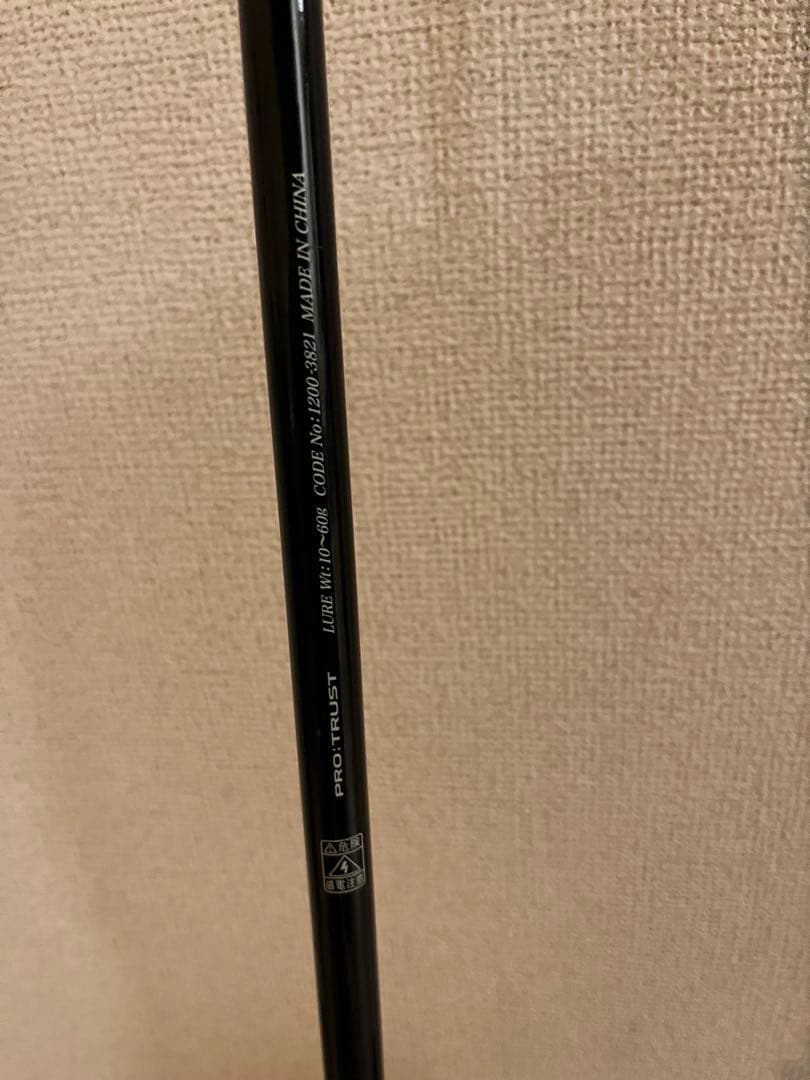 LURE Wt:10～60g CODE No:1200-3821 MADE IN CHINA
PRO:TRUST
危険
感電注意